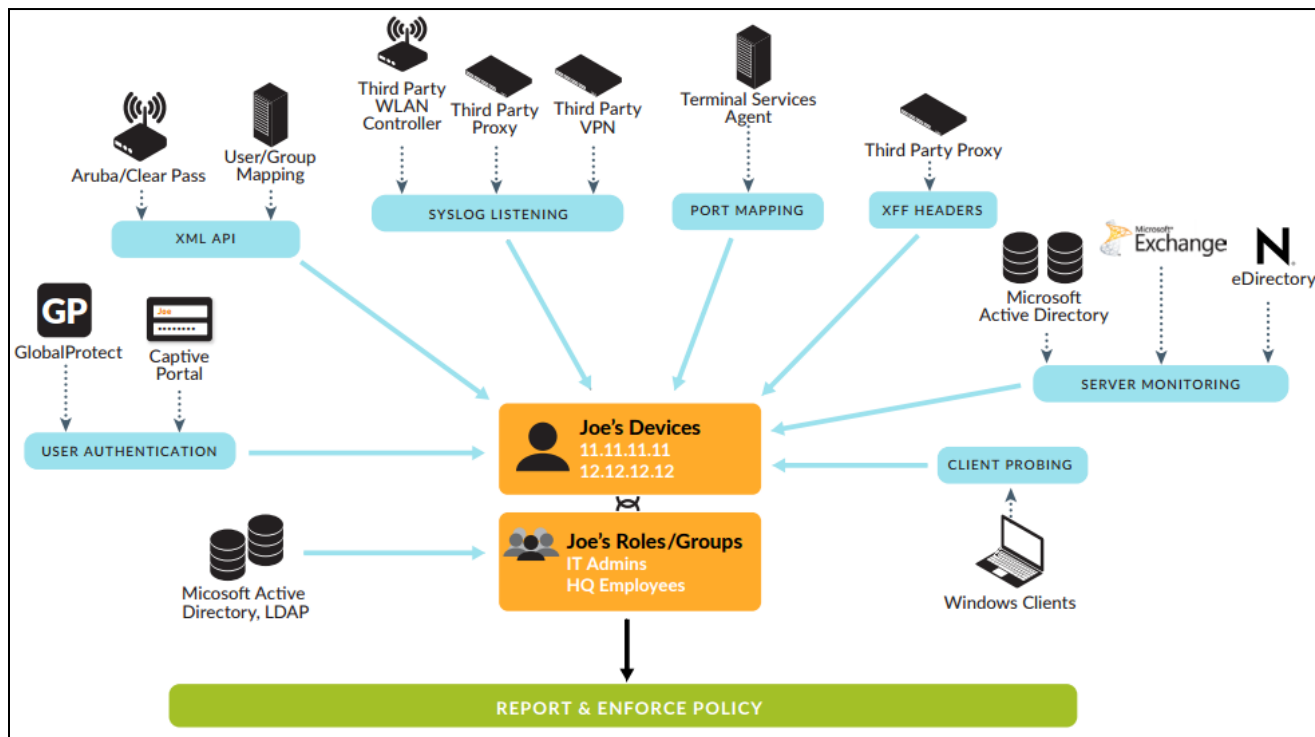 Third Party
WLAN
Controller
Third Party
Proxy
Third Party
VPN
Terminal Services
Agent
Third Party Proxy
Aruba/Clear Pass
User/Group
Mapping
SYSLOG LISTENING
PORT MAPPING
XFF HEADERS
XML API
Microsoft®
Exchange
N®
eDirectory
Microsoft
Active Directory
GP
GlobalProtect
Joe
••••••••
Captive
Portal
SERVER MONITORING
USER AUTHENTICATION
Joe's Devices
11.11.11.11
12.12.12.12
CLIENT PROBING
Joe's Roles/Groups
IT Admins
HQ Employees
Micosoft Active
Directory, LDAP
Windows Clients
REPORT & ENFORCE POLICY